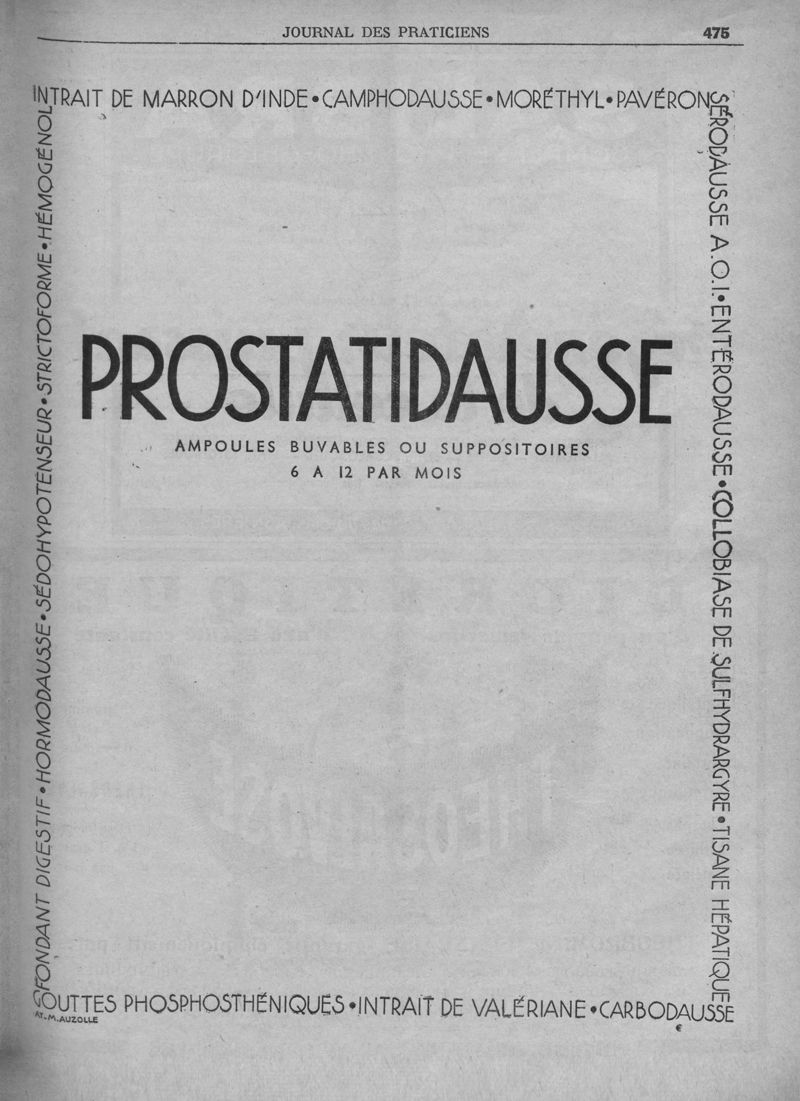 JOURNAL DES PRATICIENS 475
INTRAIT DE MARRON D'INDE•CAMPHODAUSSE•MORÉTHYL•PAVÉRON
SÉRODAUSSE A.O.I.•ENTÉRODAUSSE•COLLOBIASE DE SULFHYDRARGYRE•TISANE HÉPATIQUE
PROSTATIDAUSSE
AMPOULES BUVABLES OU SUPPOSITOIRES
6 A 12 PAR MOIS
FONDANT DIGESTIF•HORMODAUSSE•SÉDOHYPOTENSEUR•STRICTOFORME•HÉMOGÉNOL
GOUTTES PHOSPHOSTHÉNIQUES•INTRAIT DE VALÉRIANE•CARBODAUSSE
AT.M.AUZOLLE
€